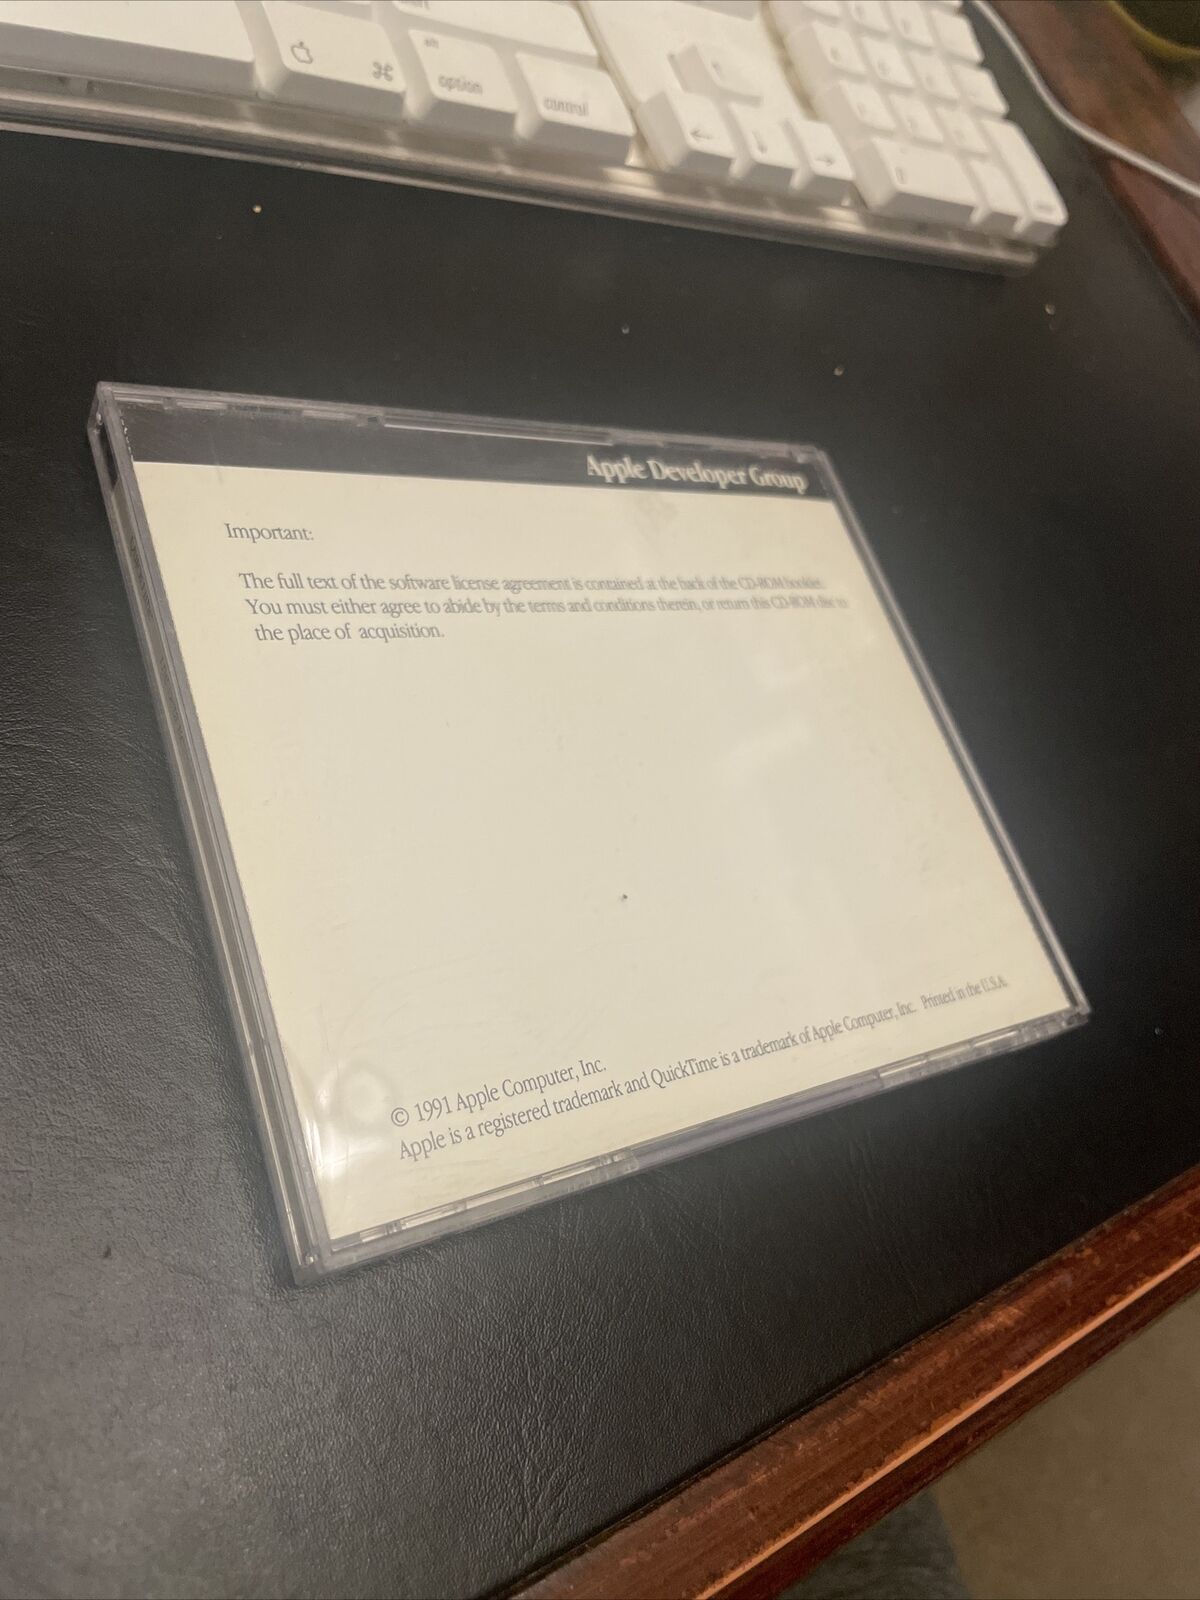 ⌘
alt
option
control
Apple Developer Group
Important:
The full text of the software license agreement is contained at the back of the CD-ROM booklet.
You must either agree to abide by the terms and conditions therein, or return this CD-ROM disc to
the place of acquisition.
© 1991 Apple Computer, Inc.
Apple is a registered trademark and QuickTime is a trademark of Apple Computer, Inc. Printed in the U.S.A.